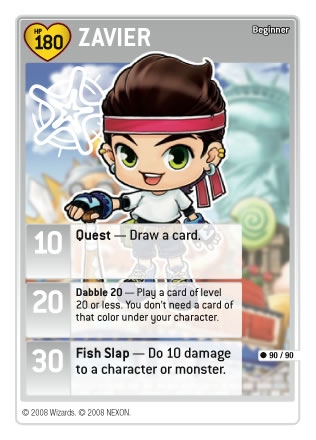 HP
180
ZAVIER
Beginner
10
Quest — Draw a card.
20
Dabble 20 — Play a card of level
20 or less. You don't need a card of
that color under your character.
30
Fish Slap — Do 10 damage
to a character or monster.
● 90 / 90
© 2008 Wizards. © 2008 NEXON.